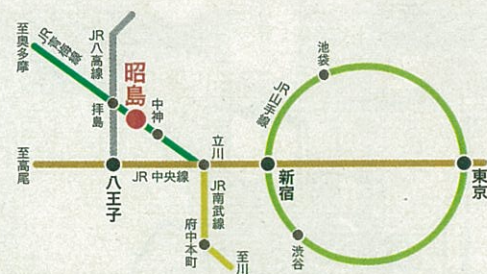 至奥多摩
JR青梅線
JR八高線
昭島
拝島
中神
立川
至高尾
八王子
JR 中央線
JR南武線
府中本町
至川
池袋
JR山手線
新宿
渋谷
東京